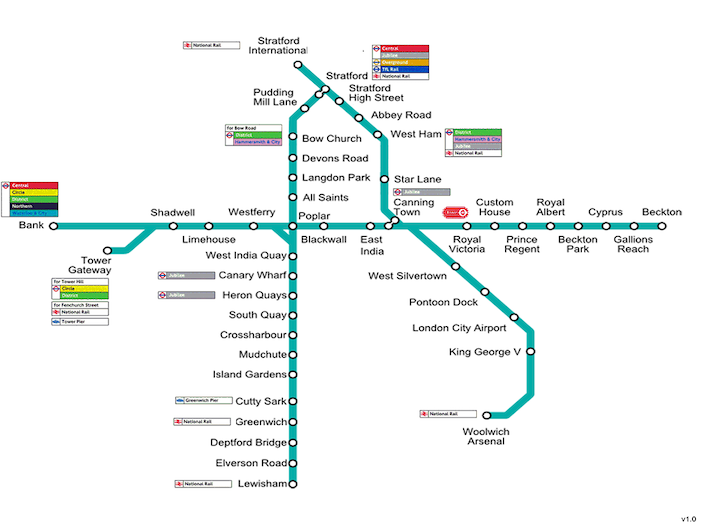 Stratford
International
National Rail
Central
Jubilee
Overground
TfL Rail
National Rail
Stratford
Pudding
Mill Lane
Stratford
High Street
Abbey Road
for Bow Road
District
Hammersmith & City
Bow Church
West Ham
District
Hammersmith & City
Jubilee
National Rail
Devons Road
Langdon Park
Star Lane
All Saints
Jubilee
Central
Circle
District
Northern
Waterloo & City
Canning
Town
Custom
House
Royal
Albert
Cyprus
Beckton
Bank
Shadwell
Westferry
Poplar
Limehouse
Blackwall
East
India
Royal
Victoria
Prince
Regent
Beckton
Park
Gallions
Reach
Tower
Gateway
for Tower Hill
Circle
District
for Fenchurch Street
National Rail
Tower Pier
West India Quay
Jubilee
Canary Wharf
Jubilee
Heron Quays
South Quay
Crossharbour
Mudchute
Island Gardens
West Silvertown
Pontoon Dock
London City Airport
King George V
Greenwich Pier
Cutty Sark
National Rail
Greenwich
National Rail
Woolwich
Arsenal
Deptford Bridge
Elverson Road
National Rail
Lewisham
v1.0